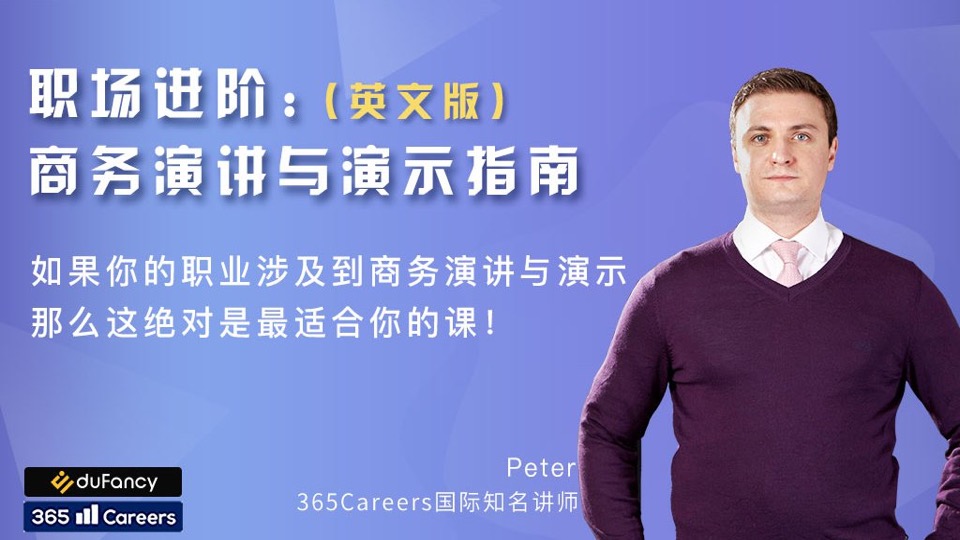 职场进阶：（英文版）
商务演讲与演示指南
如果你的职业涉及到商务演讲与演示
那么这绝对是最适合你的课！
Peter
365Careers国际知名讲师
duFancy
365 Careers